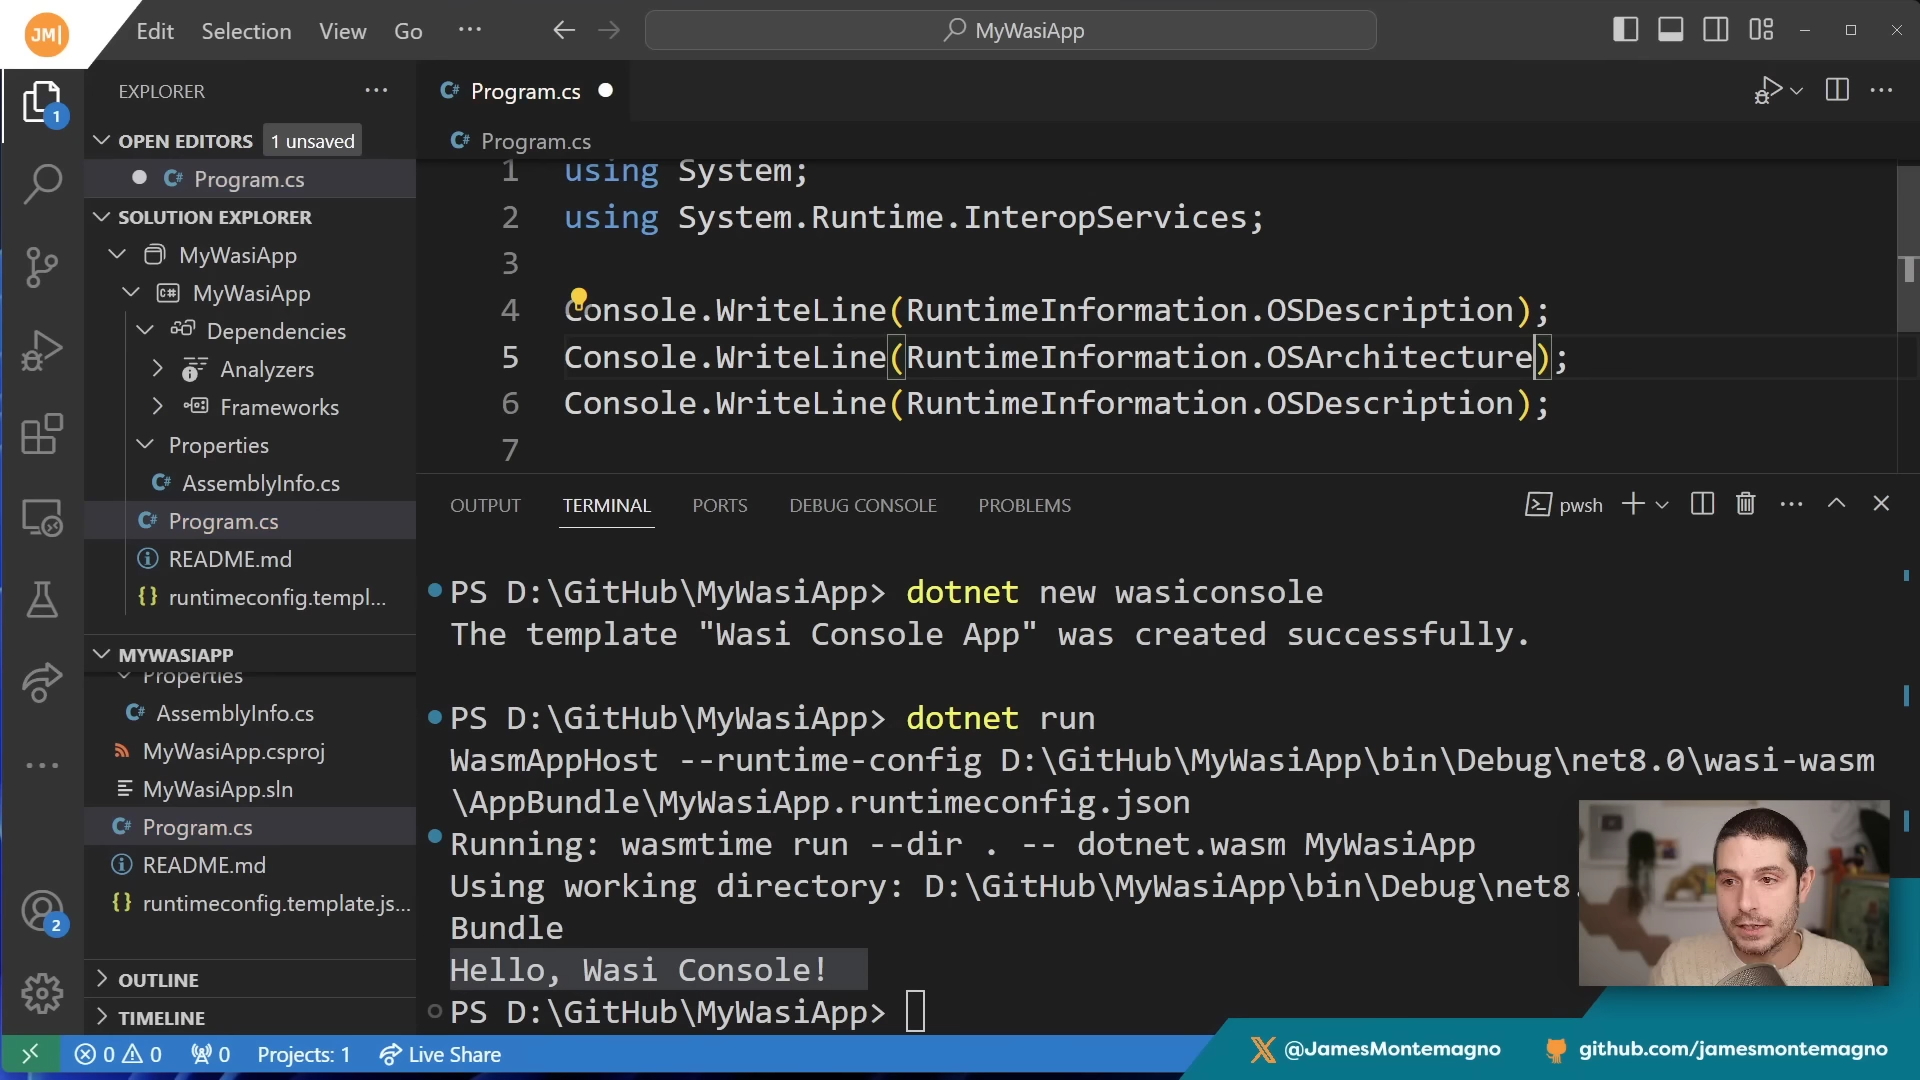 JM|
Edit
Selection
View
Go
MyWasiApp
EXPLORER
1
OPEN EDITORS
1 unsaved
C# Program.cs
SOLUTION EXPLORER
MyWasiApp
C# MyWasiApp
Dependencies
Analyzers
Frameworks
Properties
C# AssemblyInfo.cs
C# Program.cs
README.md
{} runtimeconfig.templ...
MYWASIAPP
Properties
C# AssemblyInfo.cs
MyWasiApp.csproj
MyWasiApp.sln
C# Program.cs
README.md
{} runtimeconfig.template.js...
2
OUTLINE
TIMELINE
C# Program.cs
C# Program.cs
1 using System;
2 using System.Runtime.InteropServices;
3
4 Console.WriteLine(RuntimeInformation.OSDescription);
5 Console.WriteLine(RuntimeInformation.OSArchitecture);
6 Console.WriteLine(RuntimeInformation.OSDescription);
7
OUTPUT
TERMINAL
PORTS
DEBUG CONSOLE
PROBLEMS
pwsh
PS D:\GitHub\MyWasiApp> dotnet new wasiconsole
The template "Wasi Console App" was created successfully.
PS D:\GitHub\MyWasiApp> dotnet run
WasmAppHost --runtime-config D:\GitHub\MyWasiApp\bin\Debug\net8.0\wasi-wasm
\AppBundle\MyWasiApp.runtimeconfig.json
Running: wasmtime run --dir . -- dotnet.wasm MyWasiApp
Using working directory: D:\GitHub\MyWasiApp\bin\Debug\net8.
Bundle
Hello, Wasi Console!
PS D:\GitHub\MyWasiApp>
0
0
0
Projects: 1
Live Share
@JamesMontemagno
github.com/jamesmontemagno